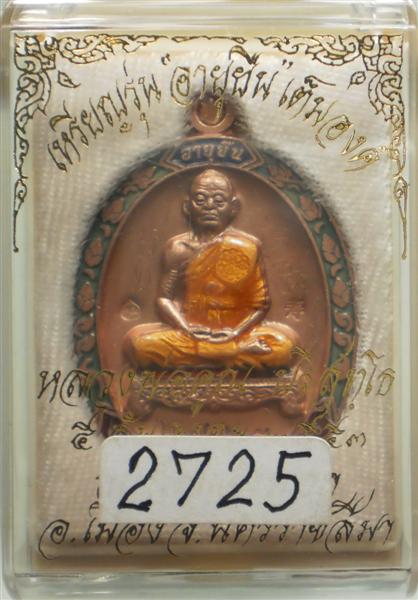 เหรียญรุ่น "อายุยืน" เต็มองค์
อายุยืน
หลวงพ่อคูณ ปริสุทฺโธ
2725
อ.เมือง จ.นครราชสีมา